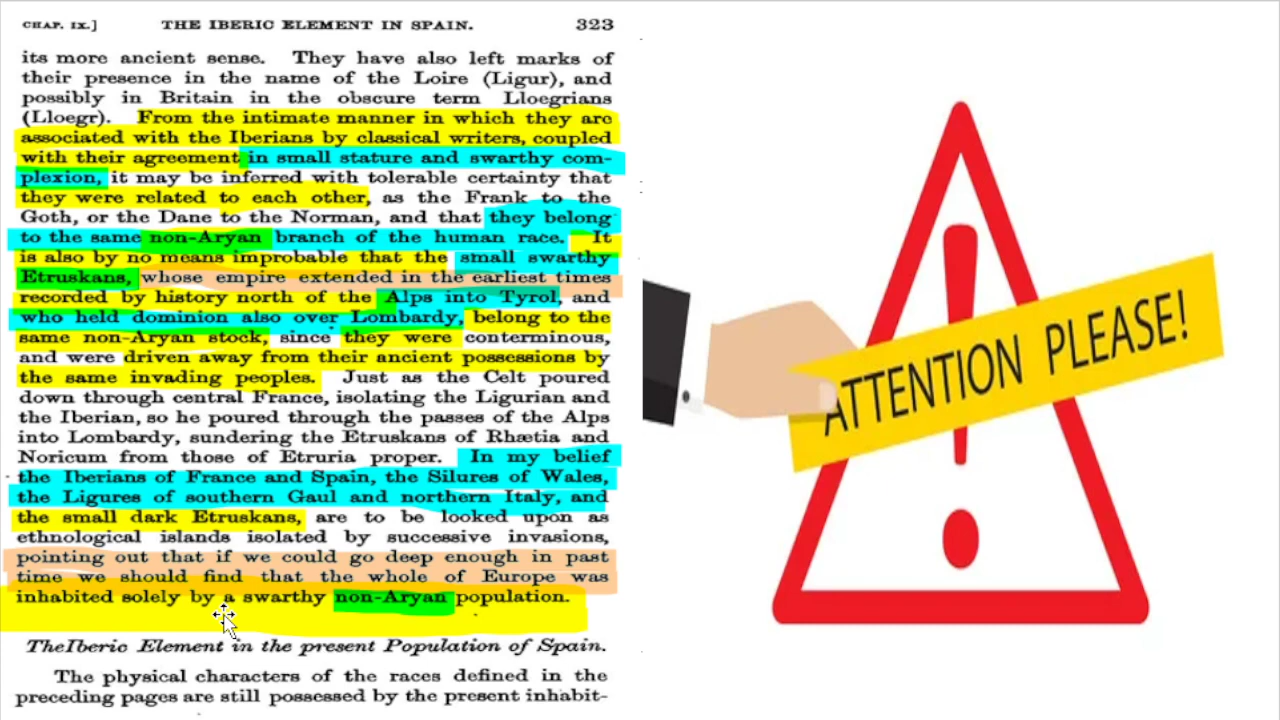 CHAP. IX.] THE IBERIC ELEMENT IN SPAIN. 323
its more ancient sense. They have also left marks of
their presence in the name of the Loire (Ligur), and
possibly in Britain in the obscure term Lloegrians
(Lloegr). From the intimate manner in which they are
associated with the Iberians by classical writers, coupled
with their agreement in small stature and swarthy com-
plexion, it may be inferred with tolerable certainty that
they were related to each other, as the Frank to the
Goth, or the Dane to the Norman, and that they belong
to the same non-Aryan branch of the human race. It
is also by no means improbable that the small swarthy
Etruskans, whose empire extended in the earliest times
recorded by history north of the Alps into Tyrol, and
who held dominion also over Lombardy, belong to the
same non-Aryan stock, since they were conterminous,
and were driven away from their ancient possessions by
the same invading peoples. Just as the Celt poured
down through central France, isolating the Ligurian and
the Iberian, so he poured through the passes of the Alps
into Lombardy, sundering the Etruskans of Rhætia and
Noricum from those of Etruria proper. In my belief
the Iberians of France and Spain, the Silures of Wales,
the Ligures of southern Gaul and northern Italy, and
the small dark Etruskans, are to be looked upon as
ethnological islands isolated by successive invasions,
pointing out that if we could go deep enough in past
time we should find that the whole of Europe was
inhabited solely by a swarthy non-Aryan population.
The Iberic Element in the present Population of Spain.
The physical characters of the races defined in the
preceding pages are still possessed by the present inhabit-
ATTENTION PLEASE!